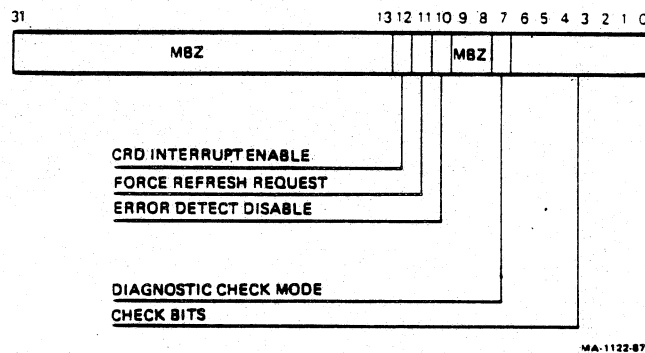 31 13 12 11 10 9 8 7 6 5 4 3 2 1 0
MBZ MBZ
CRD INTERRUPT ENABLE
FORCE REFRESH REQUEST
ERROR DETECT DISABLE
DIAGNOSTIC CHECK MODE
CHECK BITS
MA-1122-87